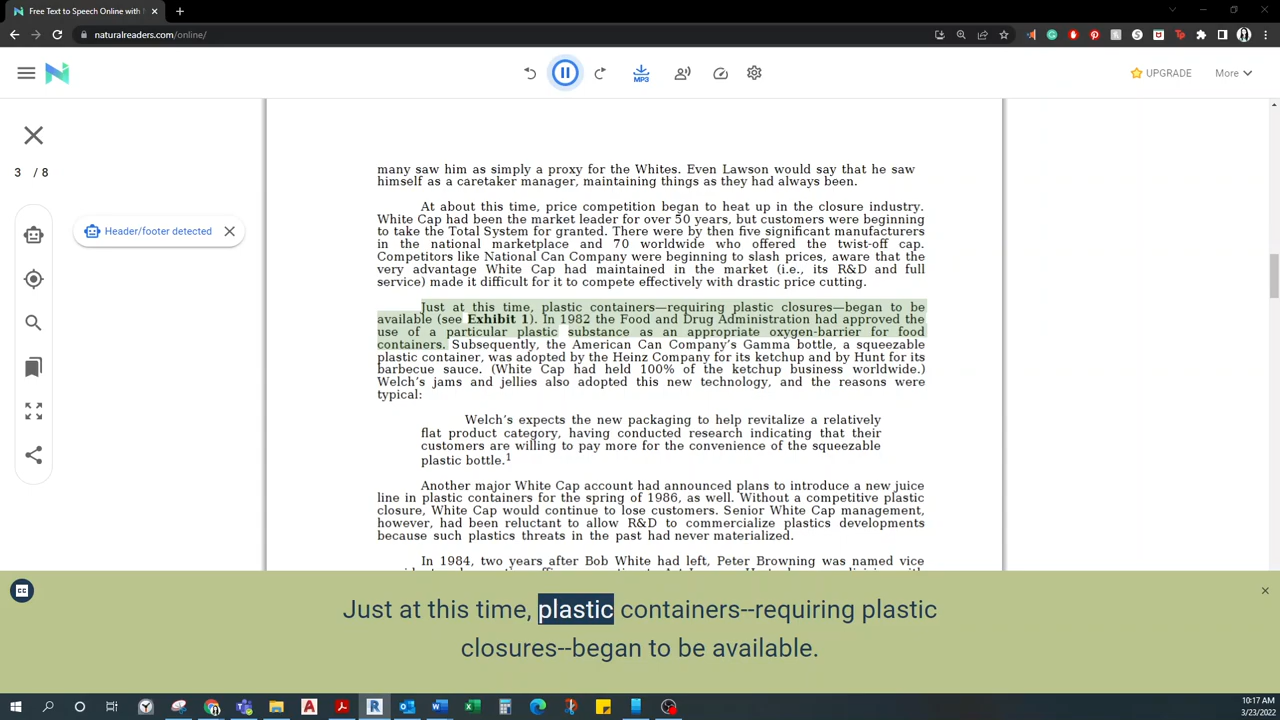 Free Text to Speech Online with
naturalreaders.com/online/
MP3
UPGRADE
More
3 / 8
Header/footer detected
many saw him as simply a proxy for the Whites. Even Lawson would say that he saw
himself as a caretaker manager, maintaining things as they had always been.
At about this time, price competition began to heat up in the closure industry.
White Cap had been the market leader for over 50 years, but customers were beginning
to take the Total System for granted. There were by then five significant manufacturers
in the national marketplace and 70 worldwide who offered the twist-off cap.
Competitors like National Can Company were beginning to slash prices, aware that the
very advantage White Cap had maintained in the market (i.e., its R&D and full
service) made it difficult for it to compete effectively with drastic price cutting.
Just at this time, plastic containers—requiring plastic closures—began to be
available (see Exhibit 1). In 1982 the Food and Drug Administration had approved the
use of a particular plastic substance as an appropriate oxygen-barrier for food
containers. Subsequently, the American Can Company's Gamma bottle, a squeezable
plastic container, was adopted by the Heinz Company for its ketchup and by Hunt for its
barbecue sauce. (White Cap had held 100% of the ketchup business worldwide.)
Welch's jams and jellies also adopted this new technology, and the reasons were
typical:
Welch's expects the new packaging to help revitalize a relatively
flat product category, having conducted research indicating that their
customers are willing to pay more for the convenience of the squeezable
plastic bottle.1
Another major White Cap account had announced plans to introduce a new juice
line in plastic containers for the spring of 1986, as well. Without a competitive plastic
closure, White Cap would continue to lose customers. Senior White Cap management,
however, had been reluctant to allow R&D to commercialize plastics developments
because such plastics threats in the past had never materialized.
In 1984, two years after Bob White had left, Peter Browning was named vice
CC
Just at this time, plastic containers--requiring plastic
closures--began to be available.
10:17 AM
3/23/2022